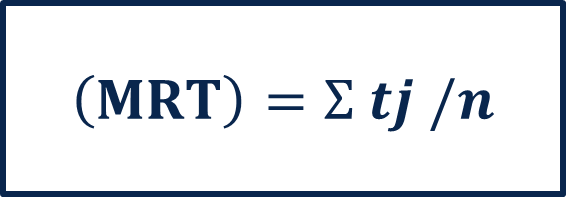 (MRT) = Σ tj /n